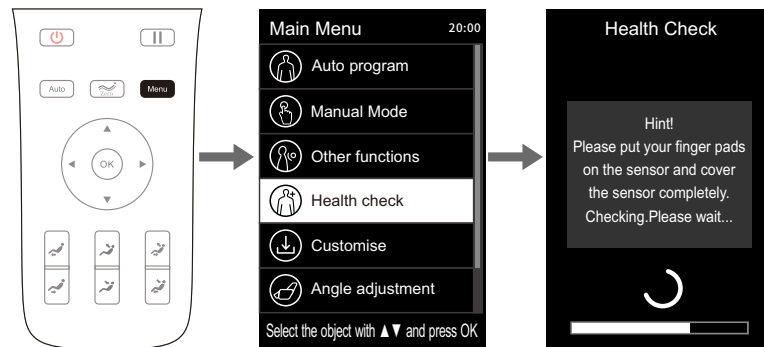 Auto
Zero
Menu
OK
Main Menu 20:00
Auto program
Manual Mode
Other functions
Health check
Customise
Angle adjustment
Select the object with ▲▼ and press OK
Health Check
Hint!
Please put your finger pads
on the sensor and cover
the sensor completely.
Checking.Please wait...